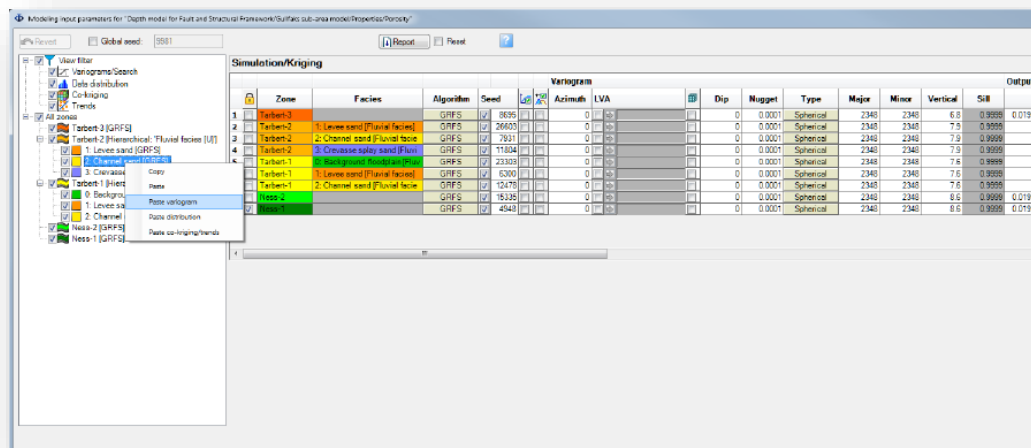 Modeling input parameters for "Depth model for Fault and Structural Framework/Gullfaks sub-area model/Properties/Porosity"
Revert Global seed: 9981 Report Reset ?
View filter
Variograms/Search
Data distribution
Co-kriging
Trends
All zones
Tarbert-3 [GRFS]
Tarbert-2 [Hierarchical: 'Fluvial facies [U]']
1: Levee sand [GRFS]
2: Channel sand [GRFS]
3: Crevasse
Tarbert-1 [Hiera
0: Backgrou
1: Levee sa
2: Channel
Ness-2 [GRFS]
Ness-1 [GRFS]
Copy
Paste
Paste variogram
Paste distribution
Paste co-kriging/trends
Simulation/Kriging
Variogram Outpu
Zone Facies Algorithm Seed Azimuth LVA Dip Nugget Type Major Minor Vertical Sill
1 Tarbert-3 GRFS 8695 0 0 0.0001 Spherical 2348 2348 6.8 0.9999 0.019
2 Tarbert-2 1: Levee sand [Fluvial facies] GRFS 26603 0 0 0.0001 Spherical 2348 2348 7.9 0.9999
3 Tarbert-2 2: Channel sand [Fluvial facie GRFS 7931 0 0 0.0001 Spherical 2348 2348 7.9 0.9999
4 Tarbert-2 3: Crevasse splay sand [Fluvi GRFS 11804 0 0 0.0001 Spherical 2348 2348 7.9 0.9999
5 Tarbert-1 0: Background floodplain [Fluv GRFS 23303 0 0 0.0001 Spherical 2348 2348 7.6 0.9999
Tarbert-1 1: Levee sand [Fluvial facies] GRFS 6300 0 0 0.0001 Spherical 2348 2348 7.6 0.9999
Tarbert-1 2: Channel sand [Fluvial facie GRFS 12478 0 0 0.0001 Spherical 2348 2348 7.6 0.9999
Ness-2 GRFS 15335 0 0 0.0001 Spherical 2348 2348 8.6 0.9999 0.019
Ness-1 GRFS 4948 0 0 0.0001 Spherical 2348 2348 8.6 0.9999 0.019